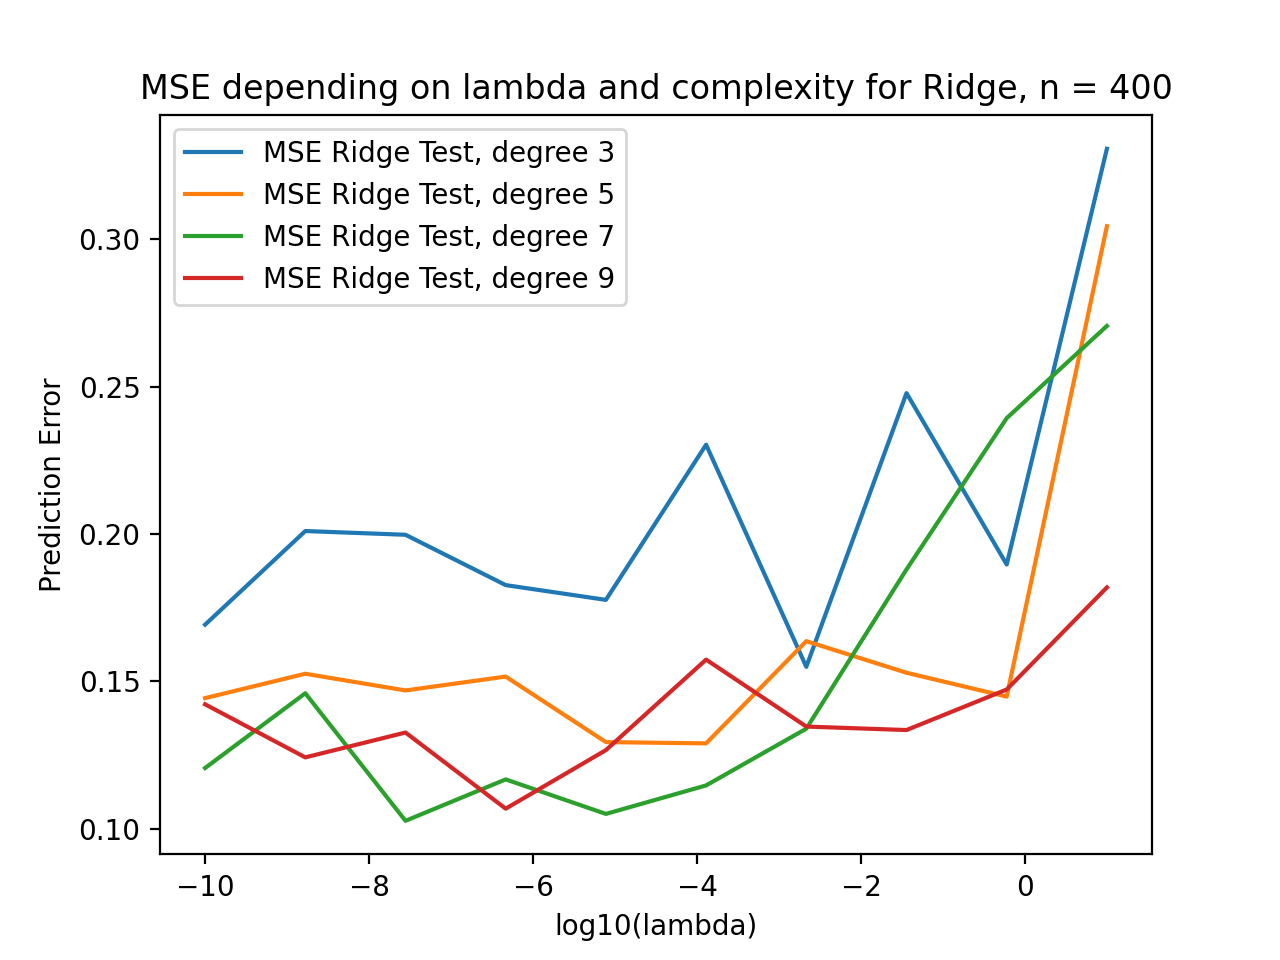 MSE depending on lambda and complexity for Ridge, n = 400
MSE Ridge Test, degree 3
MSE Ridge Test, degree 5
MSE Ridge Test, degree 7
MSE Ridge Test, degree 9
Prediction Error
0.30
0.25
0.20
0.15
0.10
−10
−8
−6
−4
−2
0
log10(lambda)